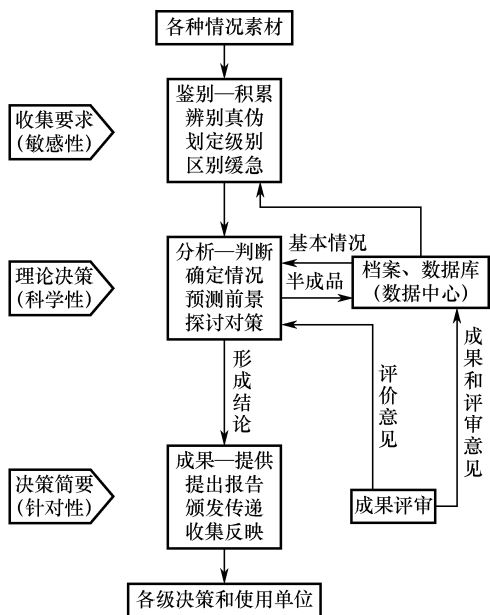 各种情况素材
收集要求
(敏感性)
鉴别—积累
辨别真伪
划定级别
区别缓急
理论决策
(科学性)
分析—判断
确定情况
预测前景
探讨对策
基本情况
半成品
档案、数据库
(数据中心)
形成结论
评价意见
成果和评审意见
决策简要
(针对性)
成果—提供
提出报告
颁发传递
收集反映
成果评审
各级决策和使用单位